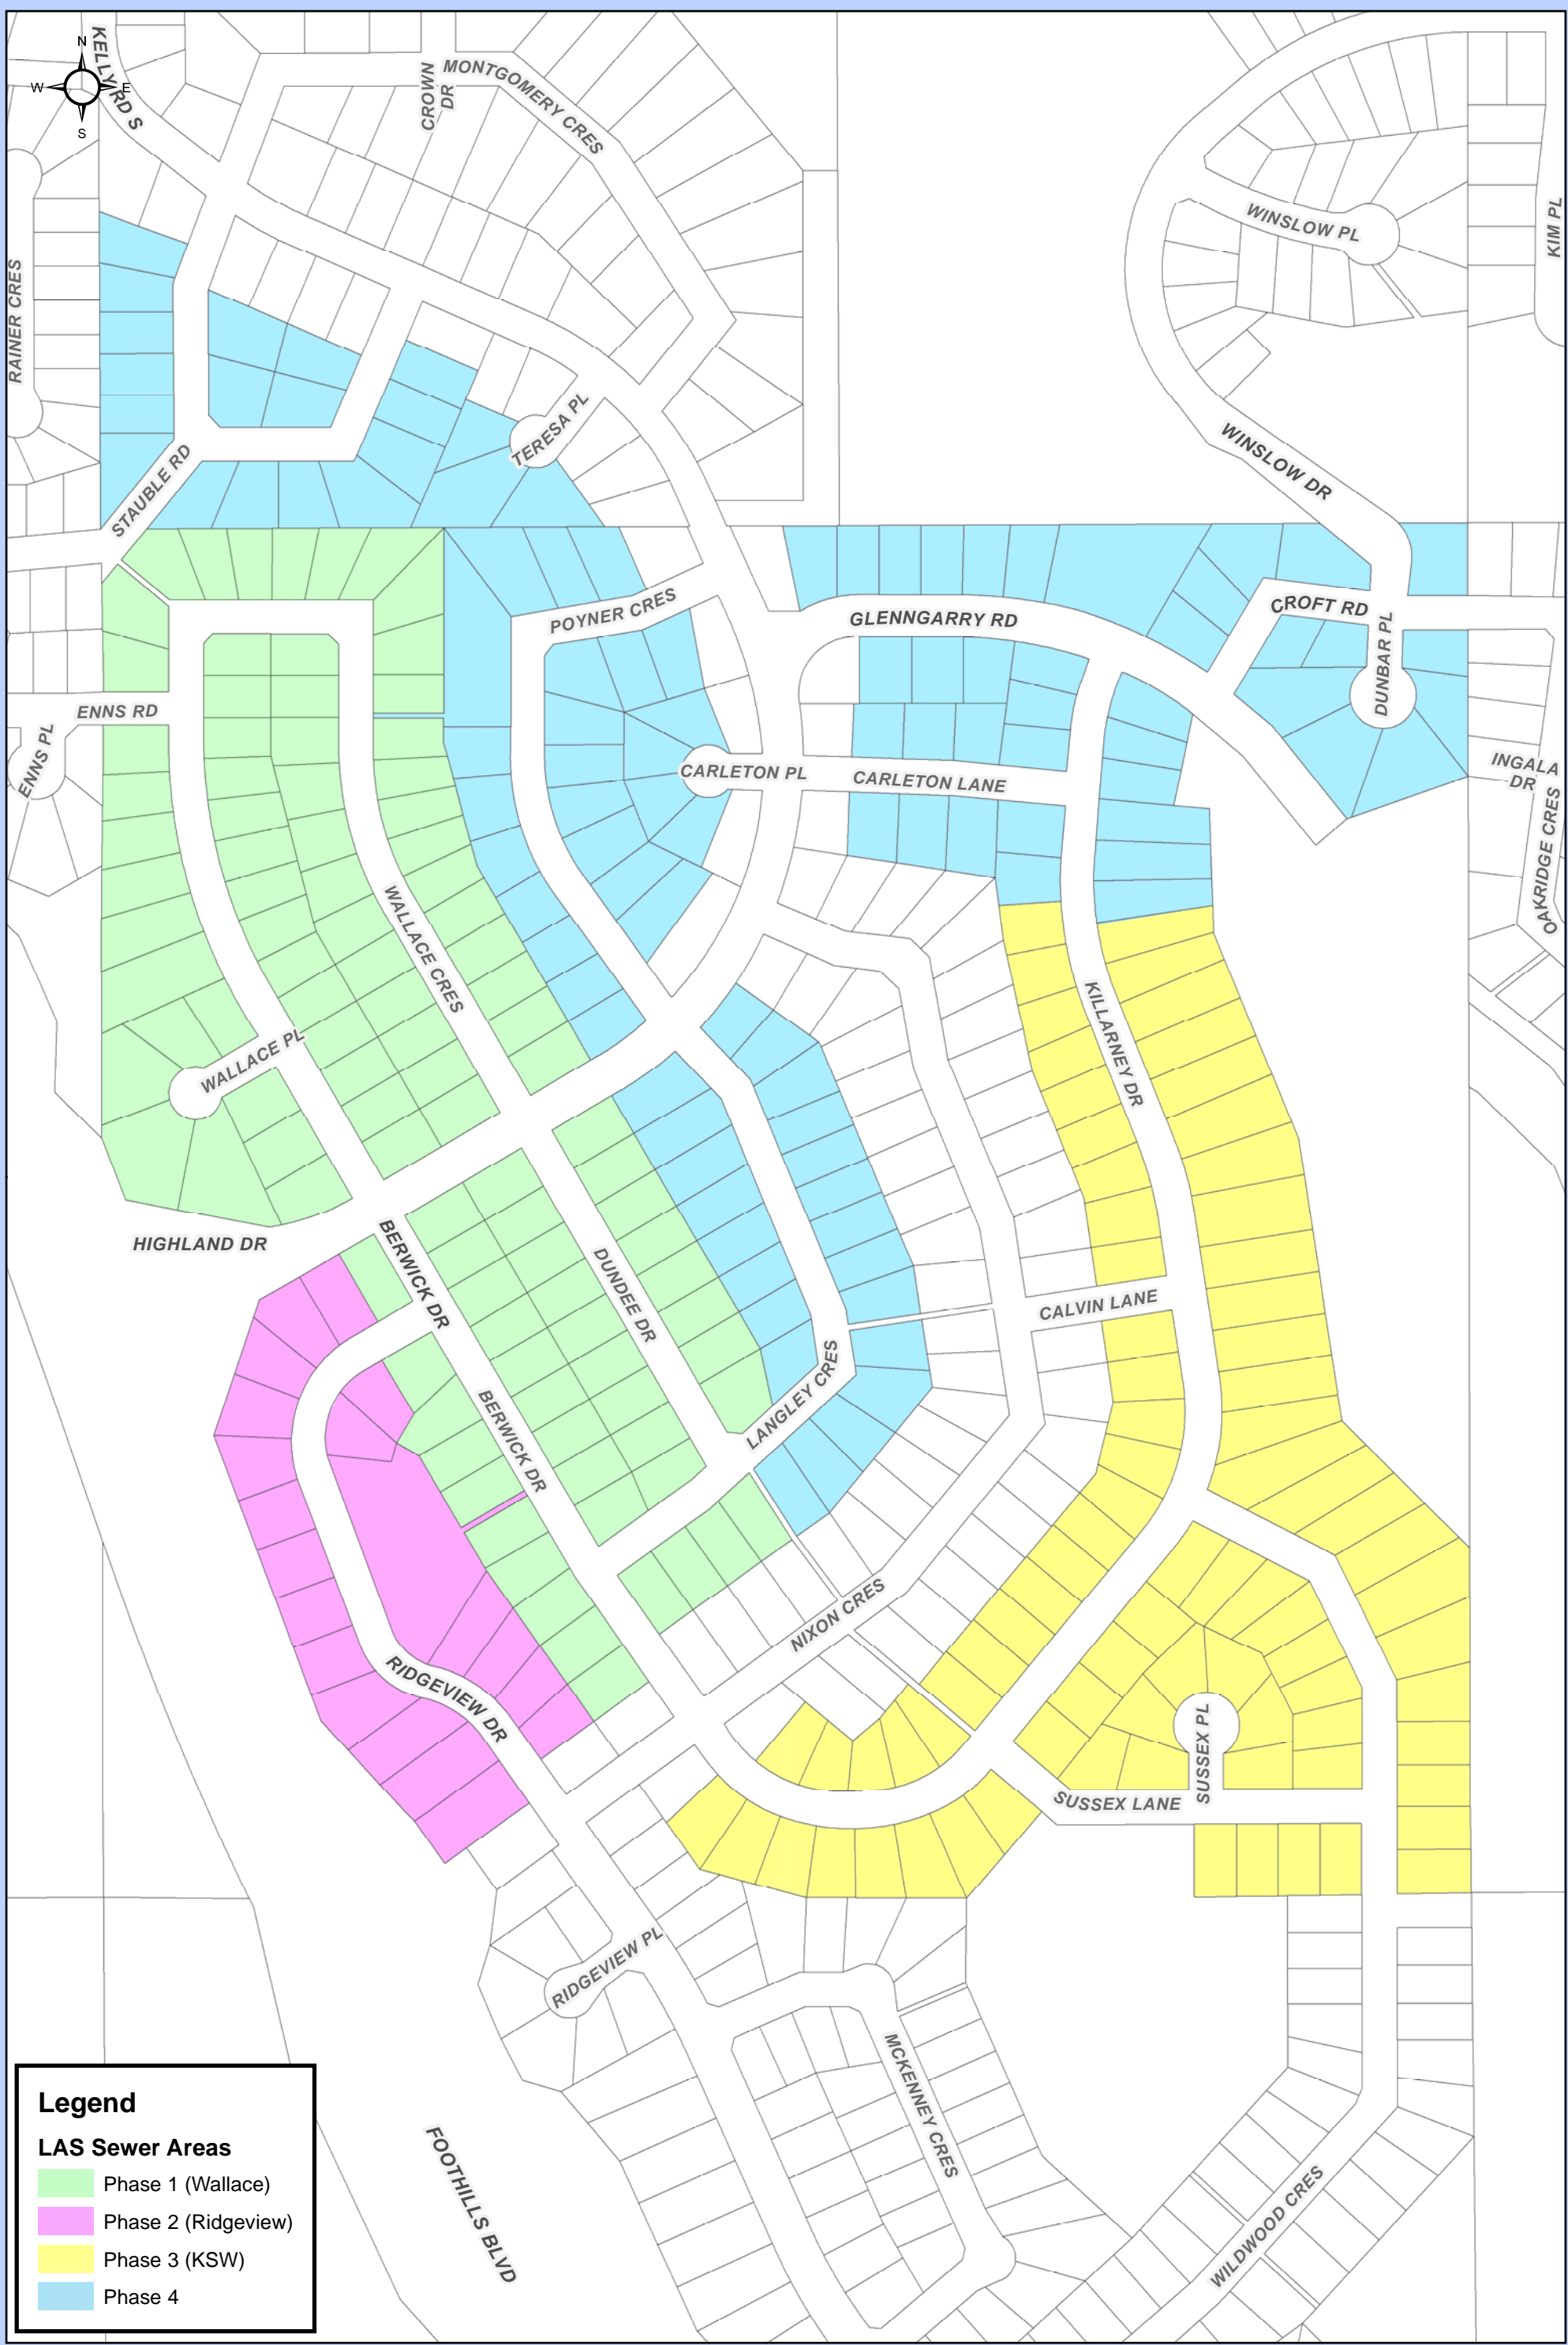 N
W
E
S
KELLY RD S
CROWN
DR
MONTGOMERY CRES
WINSLOW PL
KIM PL
RAINER CRES
TERESA PL
STAUBLE RD
WINSLOW DR
POYNER CRES
GLENNGARRY RD
CROFT RD
DUNBAR PL
ENNS RD
ENNS PL
CARLETON PL
CARLETON LANE
INGALA
DR
OAKRIDGE CRES
WALLACE CRES
WALLACE PL
KILLARNEY DR
HIGHLAND DR
BERWICK DR
DUNDEE DR
CALVIN LANE
LANGLEY CRES
BERWICK DR
NIXON CRES
RIDGEVIEW DR
SUSSEX PL
SUSSEX LANE
RIDGEVIEW PL
MCKENNEY CRES
WILDWOOD CRES
FOOTHILLS BLVD
Legend
LAS Sewer Areas
Phase 1 (Wallace)
Phase 2 (Ridgeview)
Phase 3 (KSW)
Phase 4